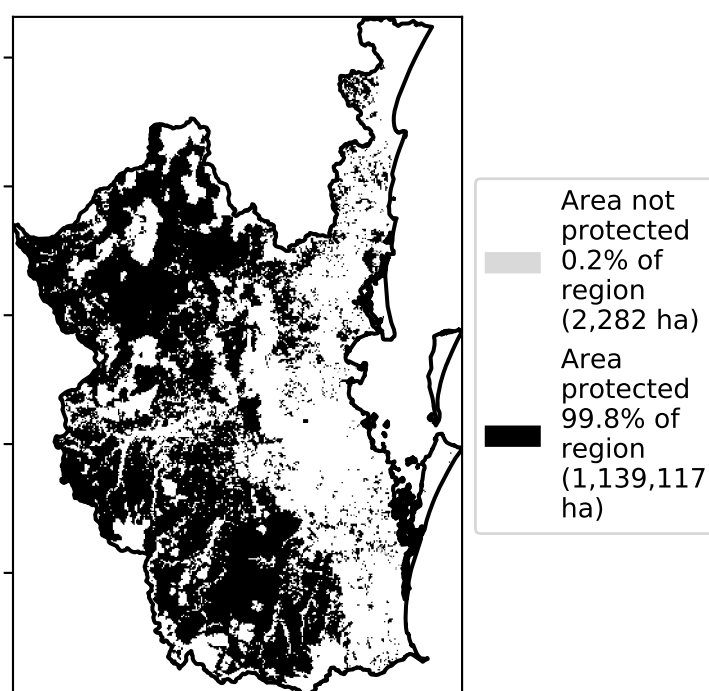 Area not
protected
0.2% of
region
(2,282 ha)
Area
protected
99.8% of
region
(1,139,117
ha)